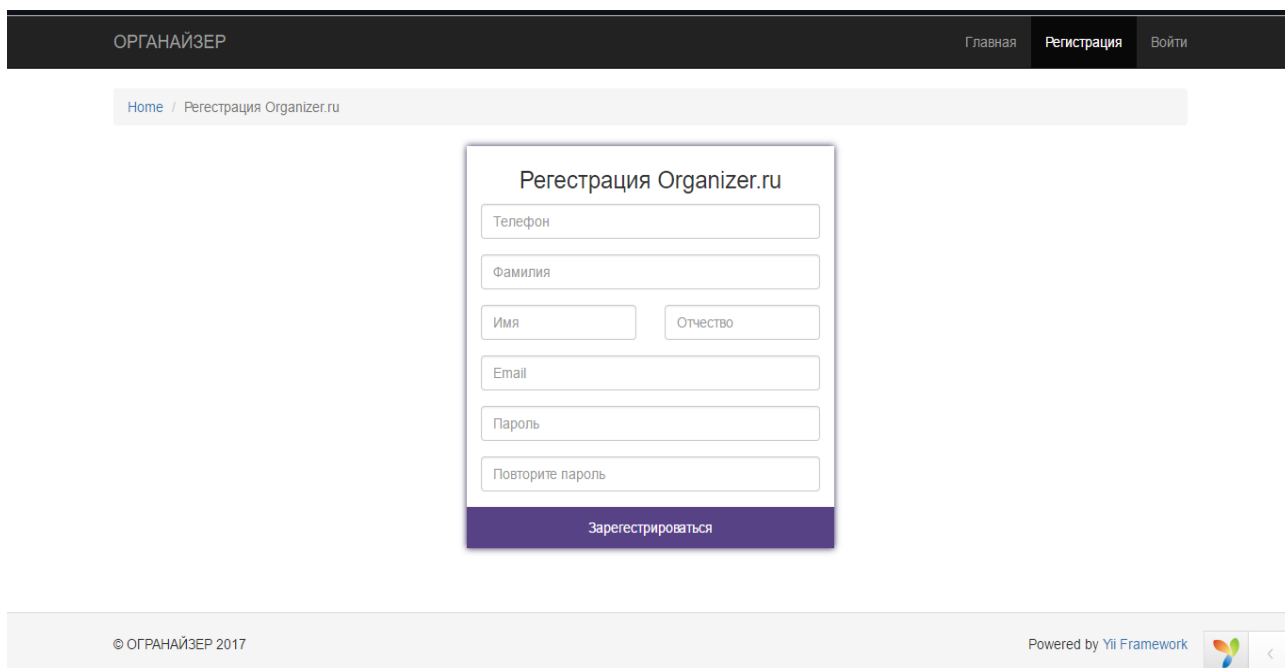 ОРГАНАЙЗЕР Главная Регистрация Войти
Home / Регестрация Organizer.ru
Регестрация Organizer.ru
Телефон
Фамилия
Имя Отчество
Email
Пароль
Повторите пароль
Зарегестрироваться
© ОГРАНАЙЗЕР 2017 Powered by Yii Framework